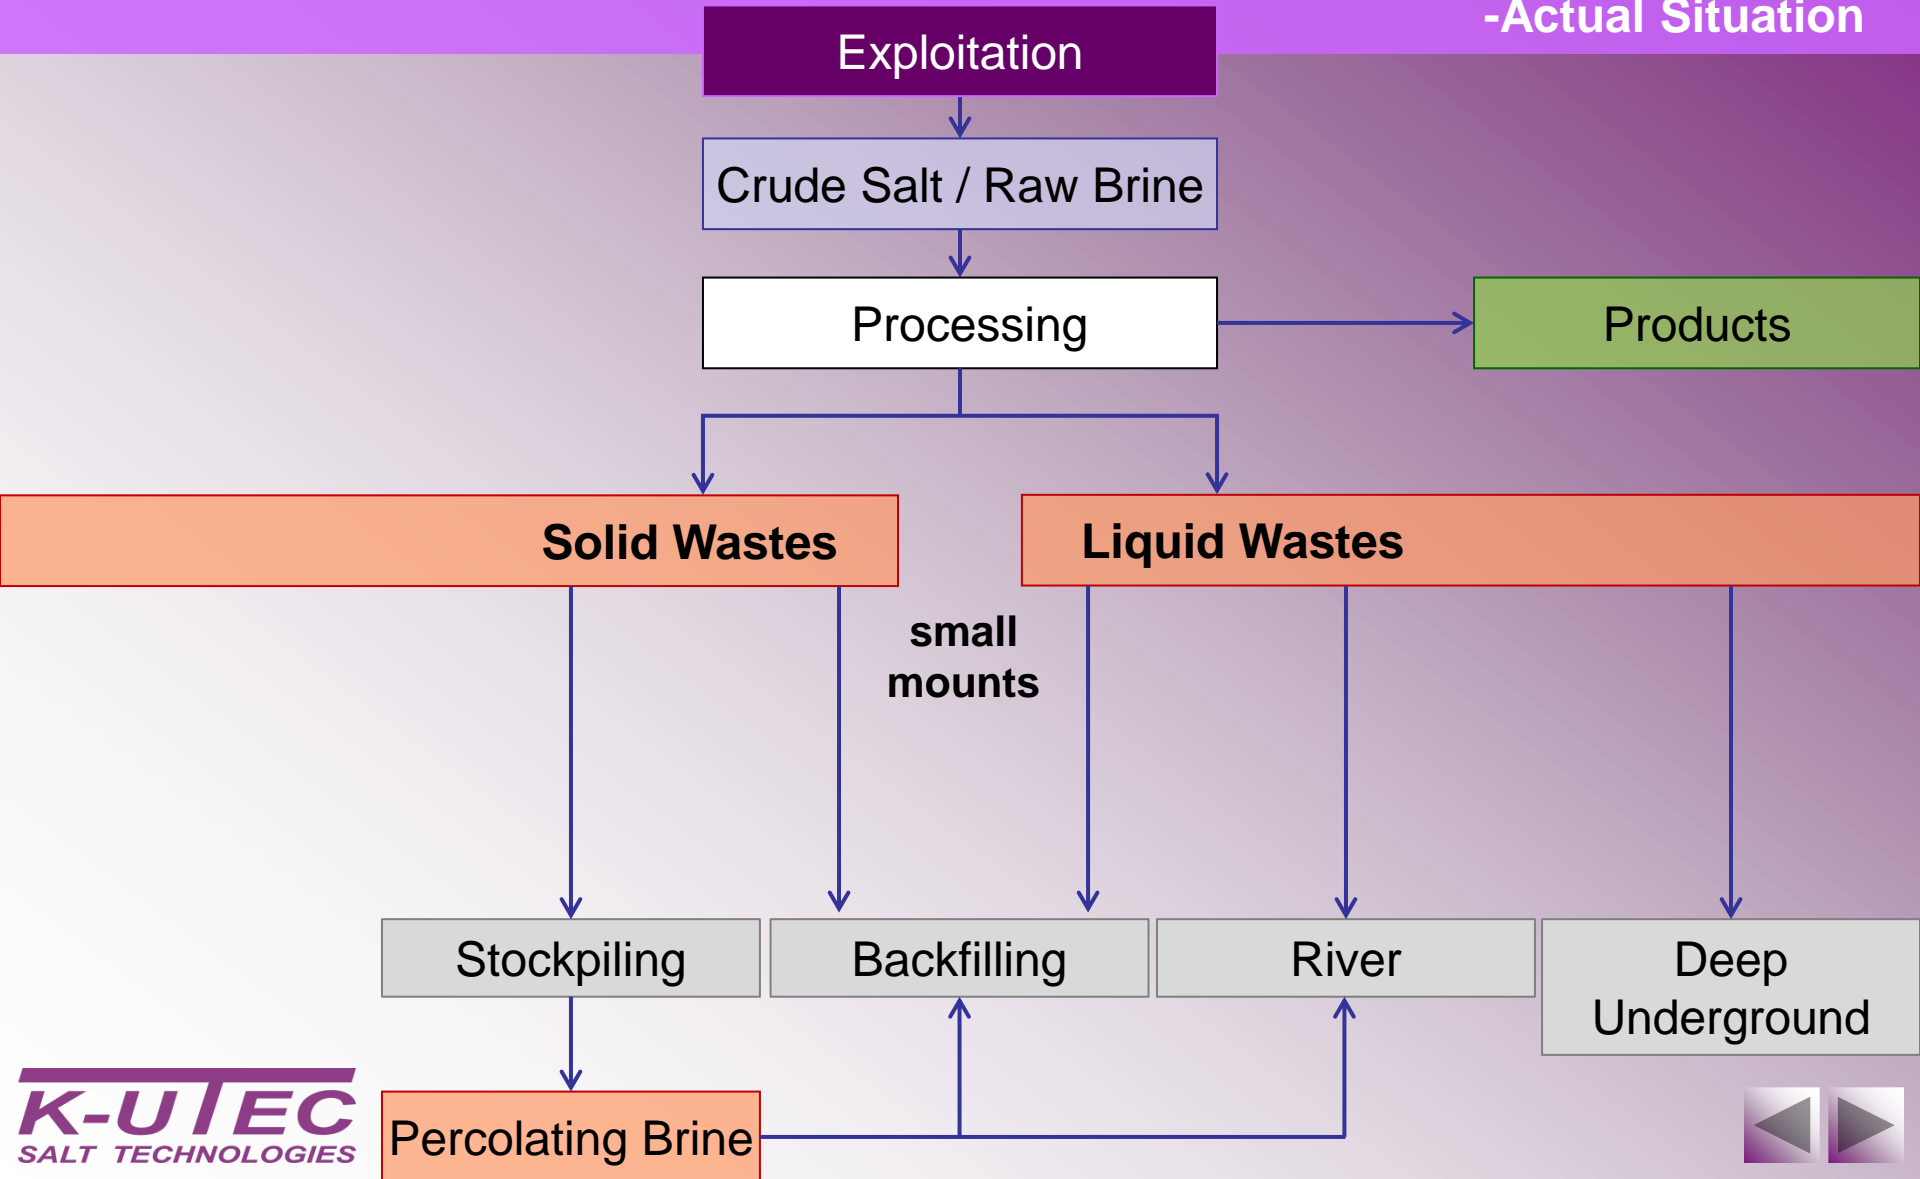 -Actual Situation
Exploitation
Crude Salt / Raw Brine
Processing
Products
Solid Wastes
Liquid Wastes
small
mounts
Stockpiling
Backfilling
River
Deep
Underground
Percolating Brine
K-UTEC
SALT TECHNOLOGIES